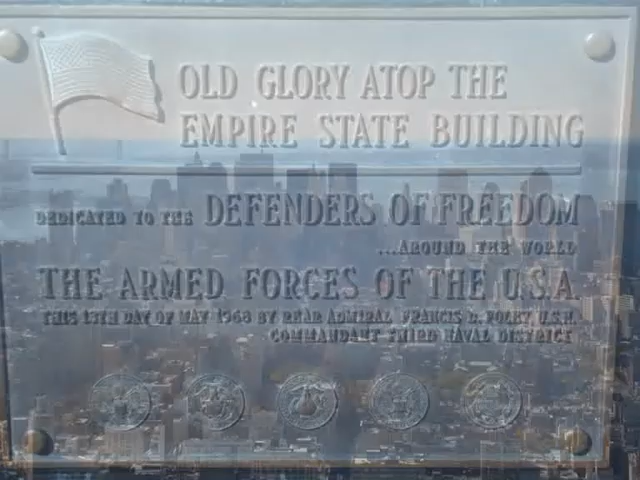 OLD GLORY ATOP THE
EMPIRE STATE BUILDING
DEDICATED TO THE DEFENDERS OF FREEDOM
...AROUND THE WORLD
THE ARMED FORCES OF THE U.S.A.
THIS 13TH DAY OF MAY 1968 BY REAR ADMIRAL FRANCIS D. FOLEY U.S.N.
COMMANDANT THIRD NAVAL DISTRICT